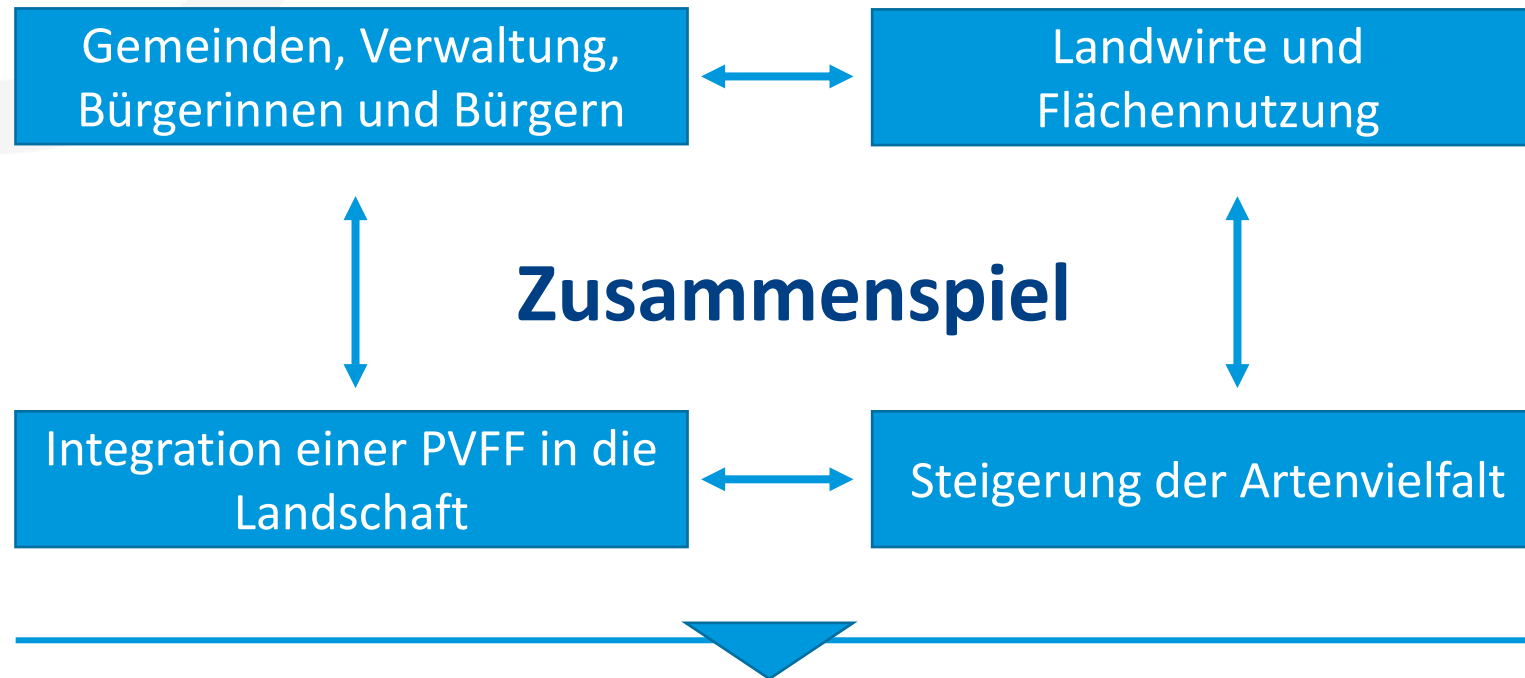 Gemeinden, Verwaltung,
Bürgerinnen und Bürgern
Landwirte und
Flächennutzung
Zusammenspiel
Integration einer PVFF in die
Landschaft
Steigerung der Artenvielfalt